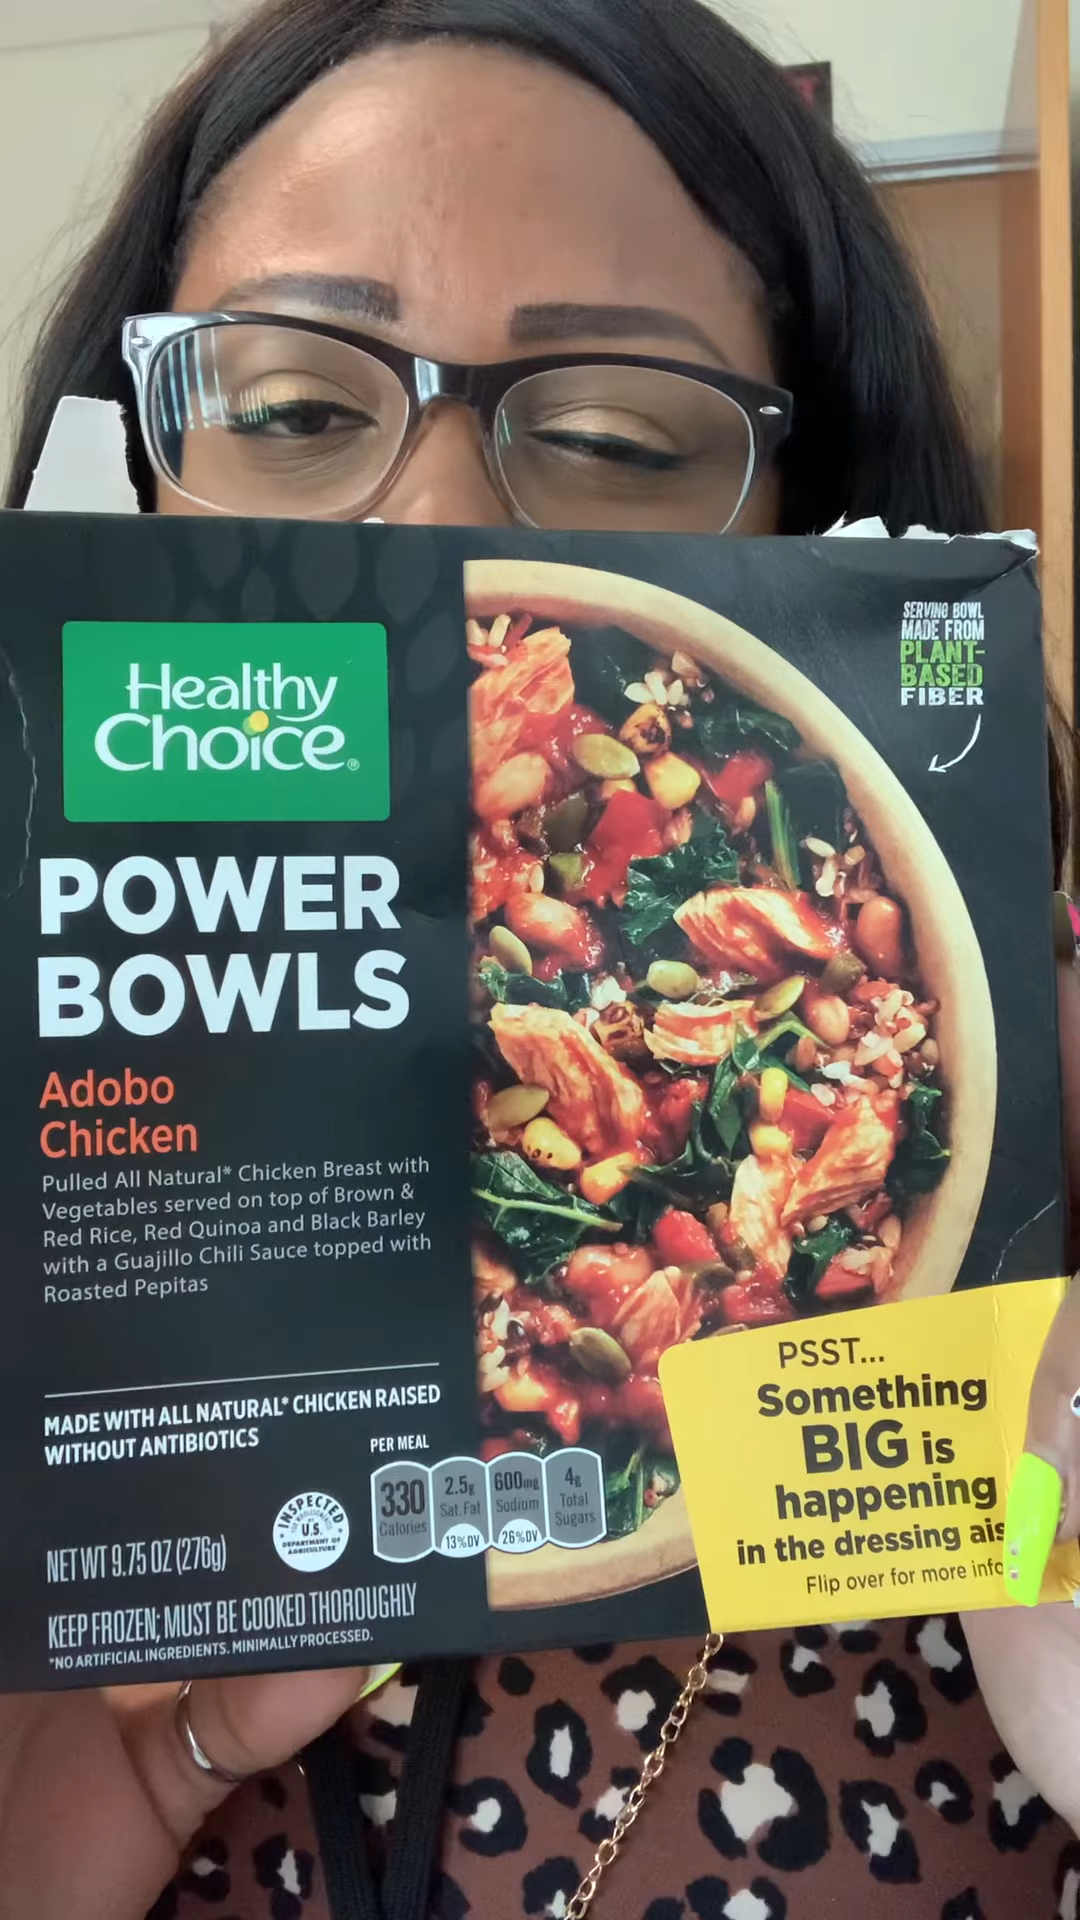 SERVING BOWL
MADE FROM
PLANT-
BASED
FIBER
Healthy
Choice®
POWER
BOWLS
Adobo
Chicken
Pulled All Natural* Chicken Breast with
Vegetables served on top of Brown &
Red Rice, Red Quinoa and Black Barley
with a Guajillo Chili Sauce topped with
Roasted Pepitas
MADE WITH ALL NATURAL* CHICKEN RAISED
WITHOUT ANTIBIOTICS
PER MEAL
330
Calories
2.5g
Sat. Fat
13%DV
600mg
Sodium
26%DV
4g
Total
Sugars
INSPECTED
U.S.
DEPARTMENT OF
AGRICULTURE
NET WT 9.75 OZ (276g)
KEEP FROZEN; MUST BE COOKED THOROUGHLY
*NO ARTIFICIAL INGREDIENTS. MINIMALLY PROCESSED.
PSST...
Something
BIG is
happening
in the dressing ais
Flip over for more info